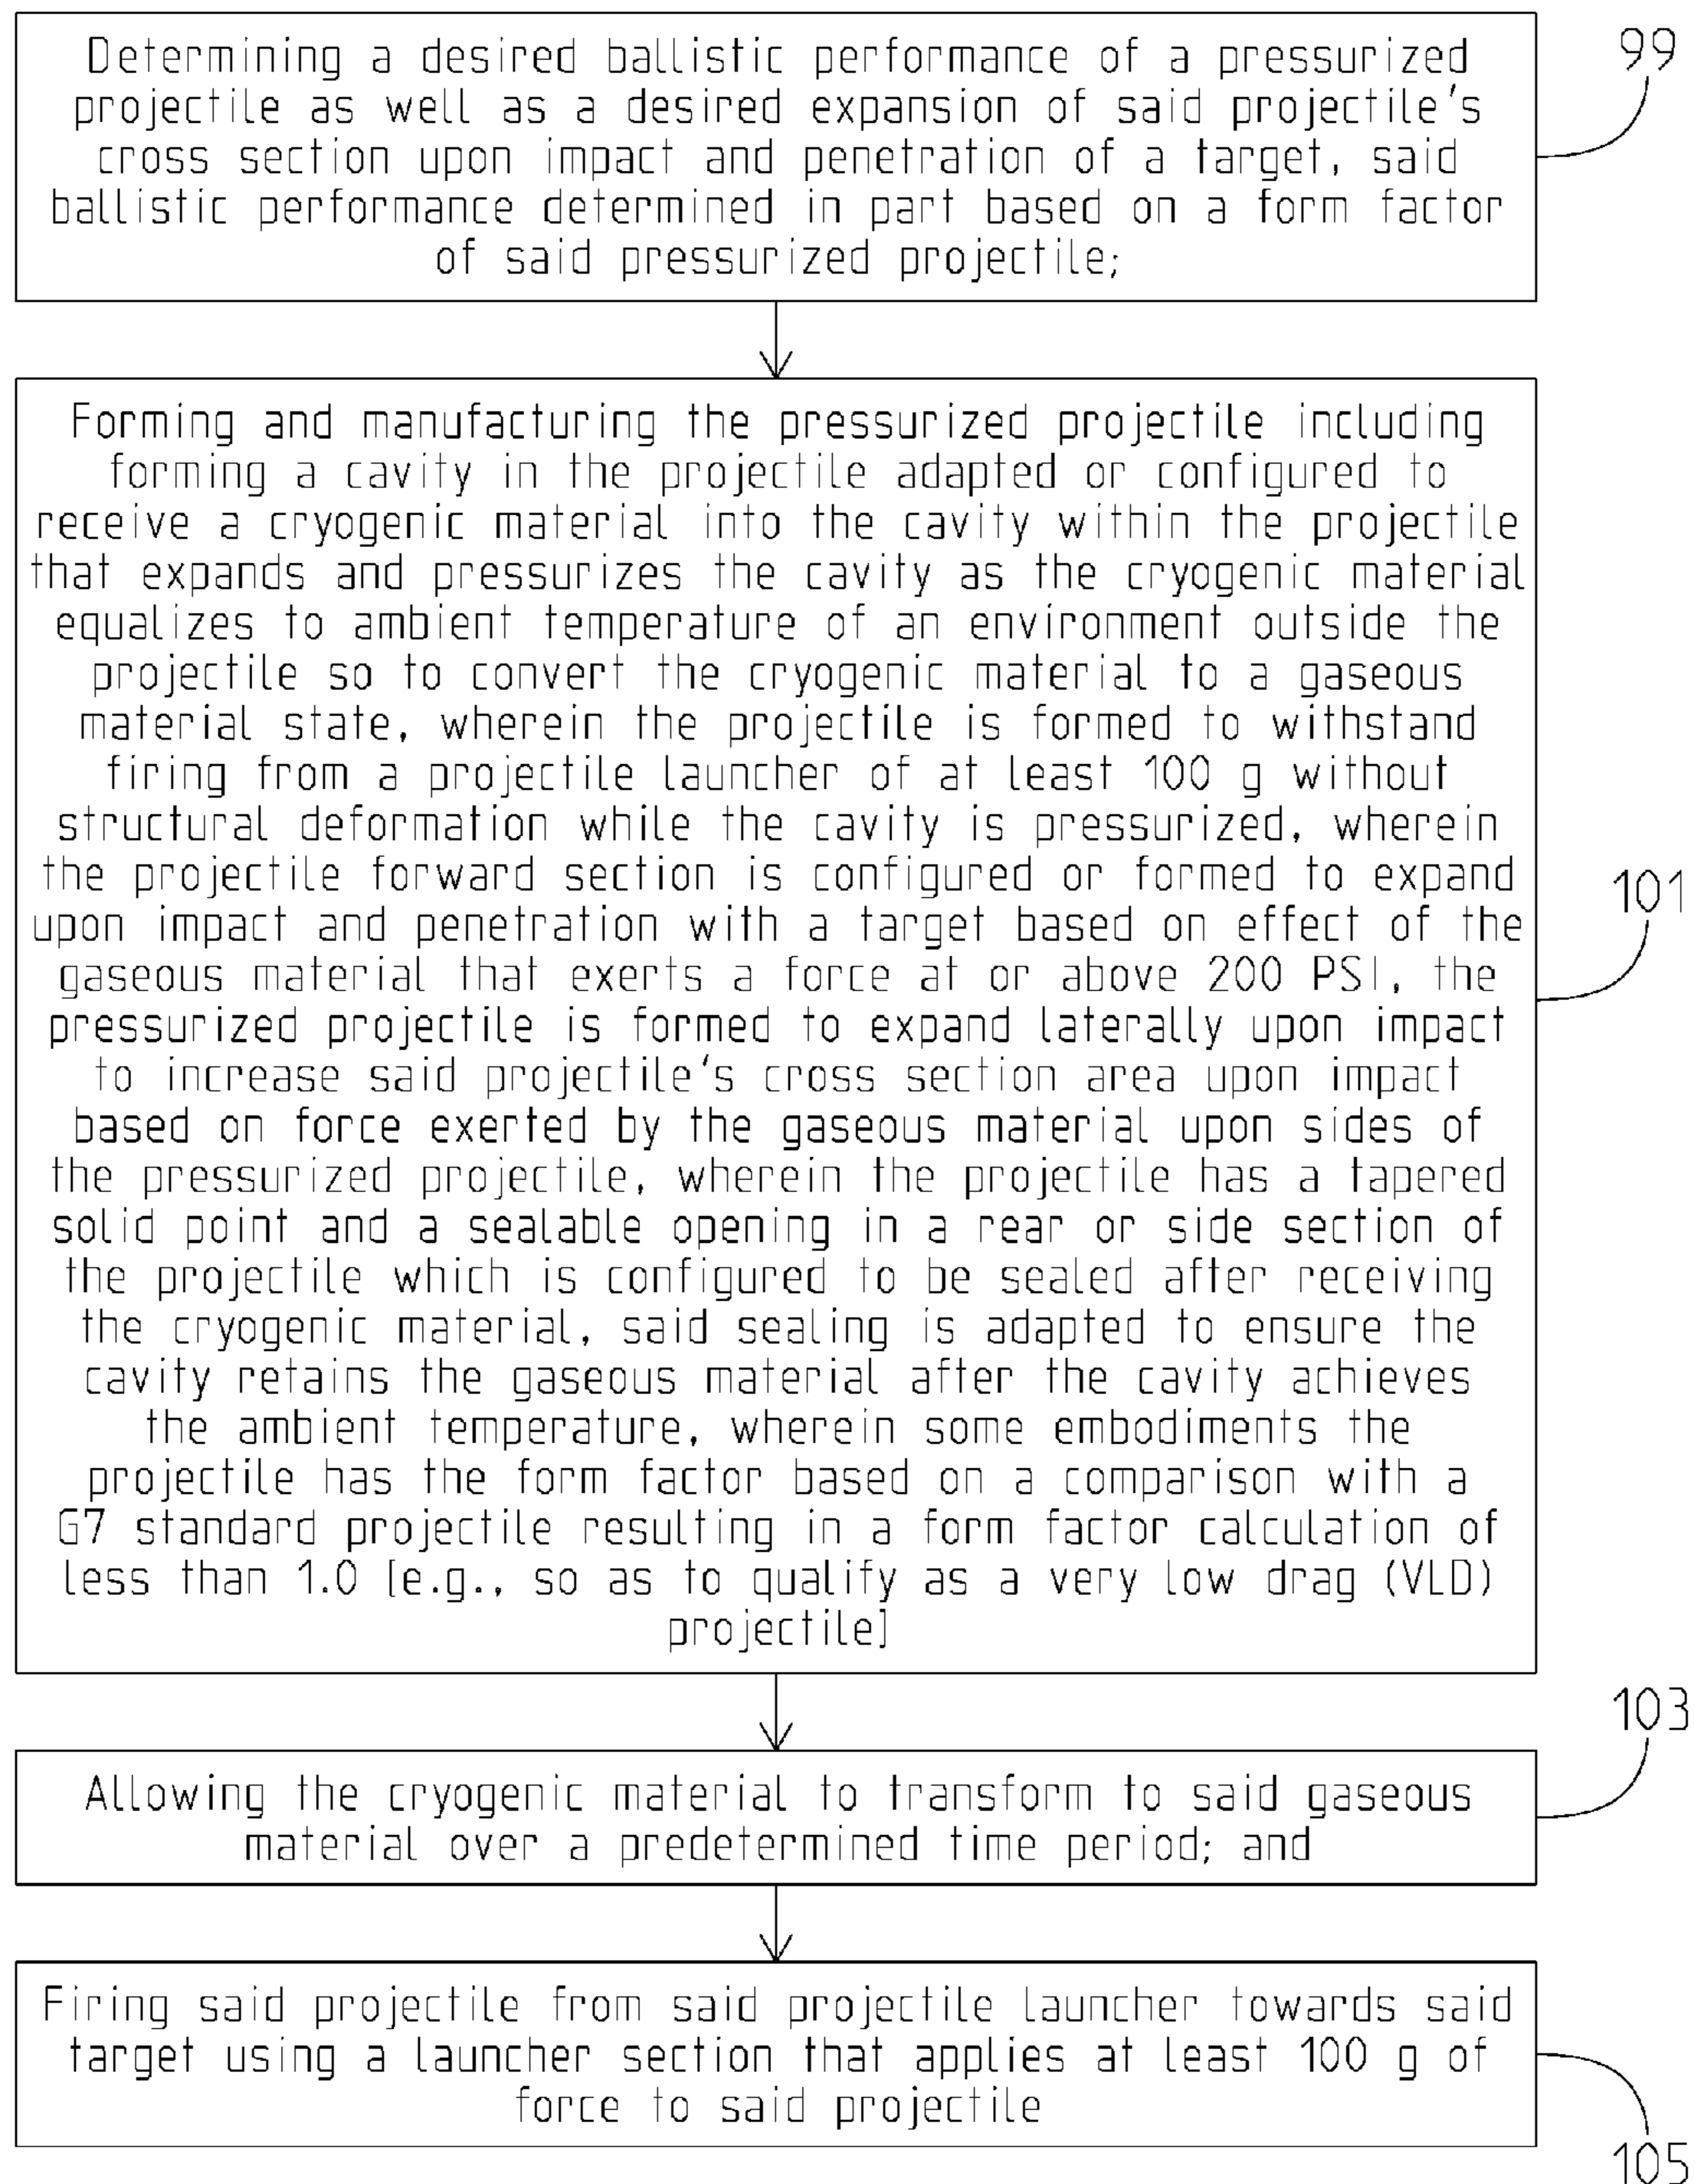 Determining a desired ballistic performance of a pressurized
projectile as well as a desired expansion of said projectile's
cross section upon impact and penetration of a target, said
ballistic performance determined in part based on a form factor
of said pressurized projectile;
99
Forming and manufacturing the pressurized projectile including
forming a cavity in the projectile adapted or configured to
receive a cryogenic material into the cavity within the projectile
that expands and pressurizes the cavity as the cryogenic material
equalizes to ambient temperature of an environment outside the
projectile so to convert the cryogenic material to a gaseous
material state, wherein the projectile is formed to withstand
firing from a projectile launcher of at least 100 g without
structural deformation while the cavity is pressurized, wherein
the projectile forward section is configured or formed to expand
upon impact and penetration with a target based on effect of the
gaseous material that exerts a force at or above 200 PSI, the
pressurized projectile is formed to expand laterally upon impact
to increase said projectile's cross section area upon impact
based on force exerted by the gaseous material upon sides of
the pressurized projectile, wherein the projectile has a tapered
solid point and a sealable opening in a rear or side section of
the projectile which is configured to be sealed after receiving
the cryogenic material, said sealing is adapted to ensure the
cavity retains the gaseous material after the cavity achieves
the ambient temperature, wherein some embodiments the
projectile has the form factor based on a comparison with a
G7 standard projectile resulting in a form factor calculation of
less than 1.0 [e.g., so as to qualify as a very low drag (VLD)
projectile]
101
Allowing the cryogenic material to transform to said gaseous
material over a predetermined time period; and
103
Firing said projectile from said projectile launcher towards said
target using a launcher section that applies at least 100 g of
force to said projectile
105